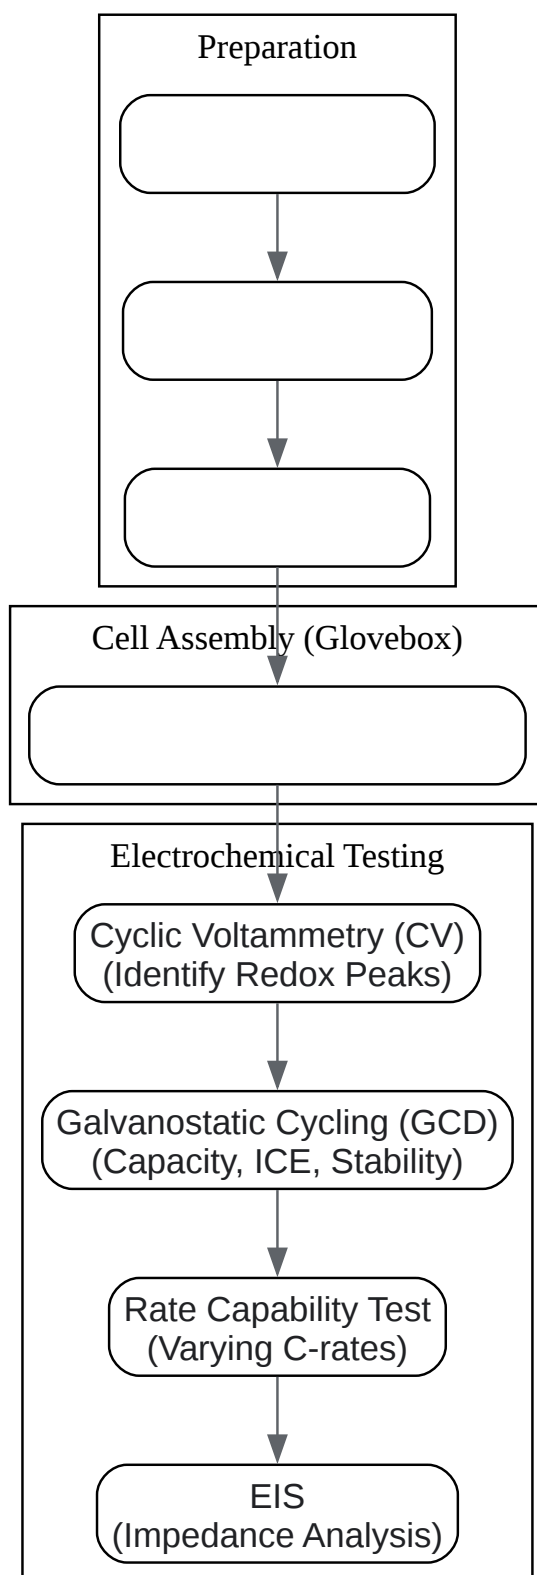 Preparation
Cell Assembly (Glovebox)
Electrochemical Testing
Cyclic Voltammetry (CV)
(Identify Redox Peaks)
Galvanostatic Cycling (GCD)
(Capacity, ICE, Stability)
Rate Capability Test
(Varying C-rates)
EIS
(Impedance Analysis)